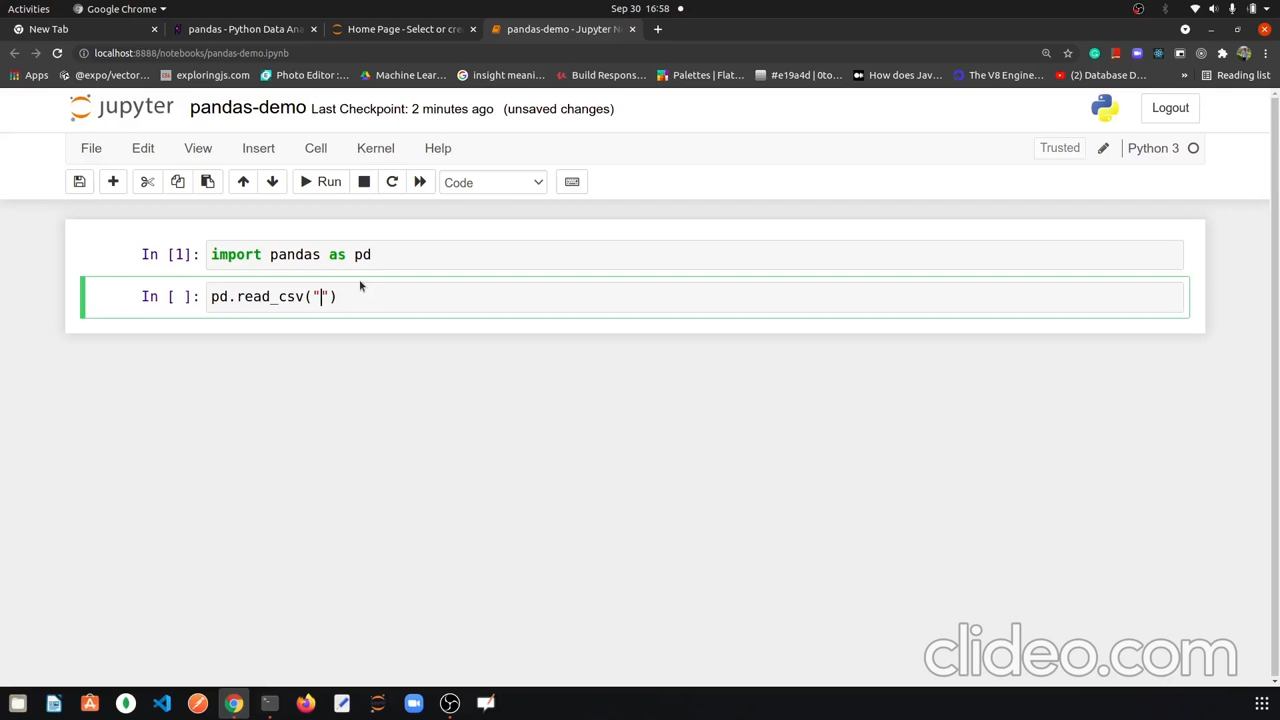 Activities
Google Chrome
Sep 30 16:58
New Tab
pandas - Python Data Ana
Home Page - Select or cre
pandas-demo - Jupyter N
localhost:8888/notebooks/pandas-demo.ipynb
Apps
@expo/vector...
exploringjs.com
Photo Editor :...
Machine Lear...
insight meani...
Build Respons...
Palettes | Flat...
#e19a4d | 0to...
How does Jav...
The V8 Engine...
(2) Database D...
»
Reading list
jupyter
pandas-demo Last Checkpoint: 2 minutes ago (unsaved changes)
Logout
File Edit View Insert Cell Kernel Help
Trusted
Python 3
Run
Code
In [1]: import pandas as pd
In [ ]: pd.read_csv("")
clideo.com